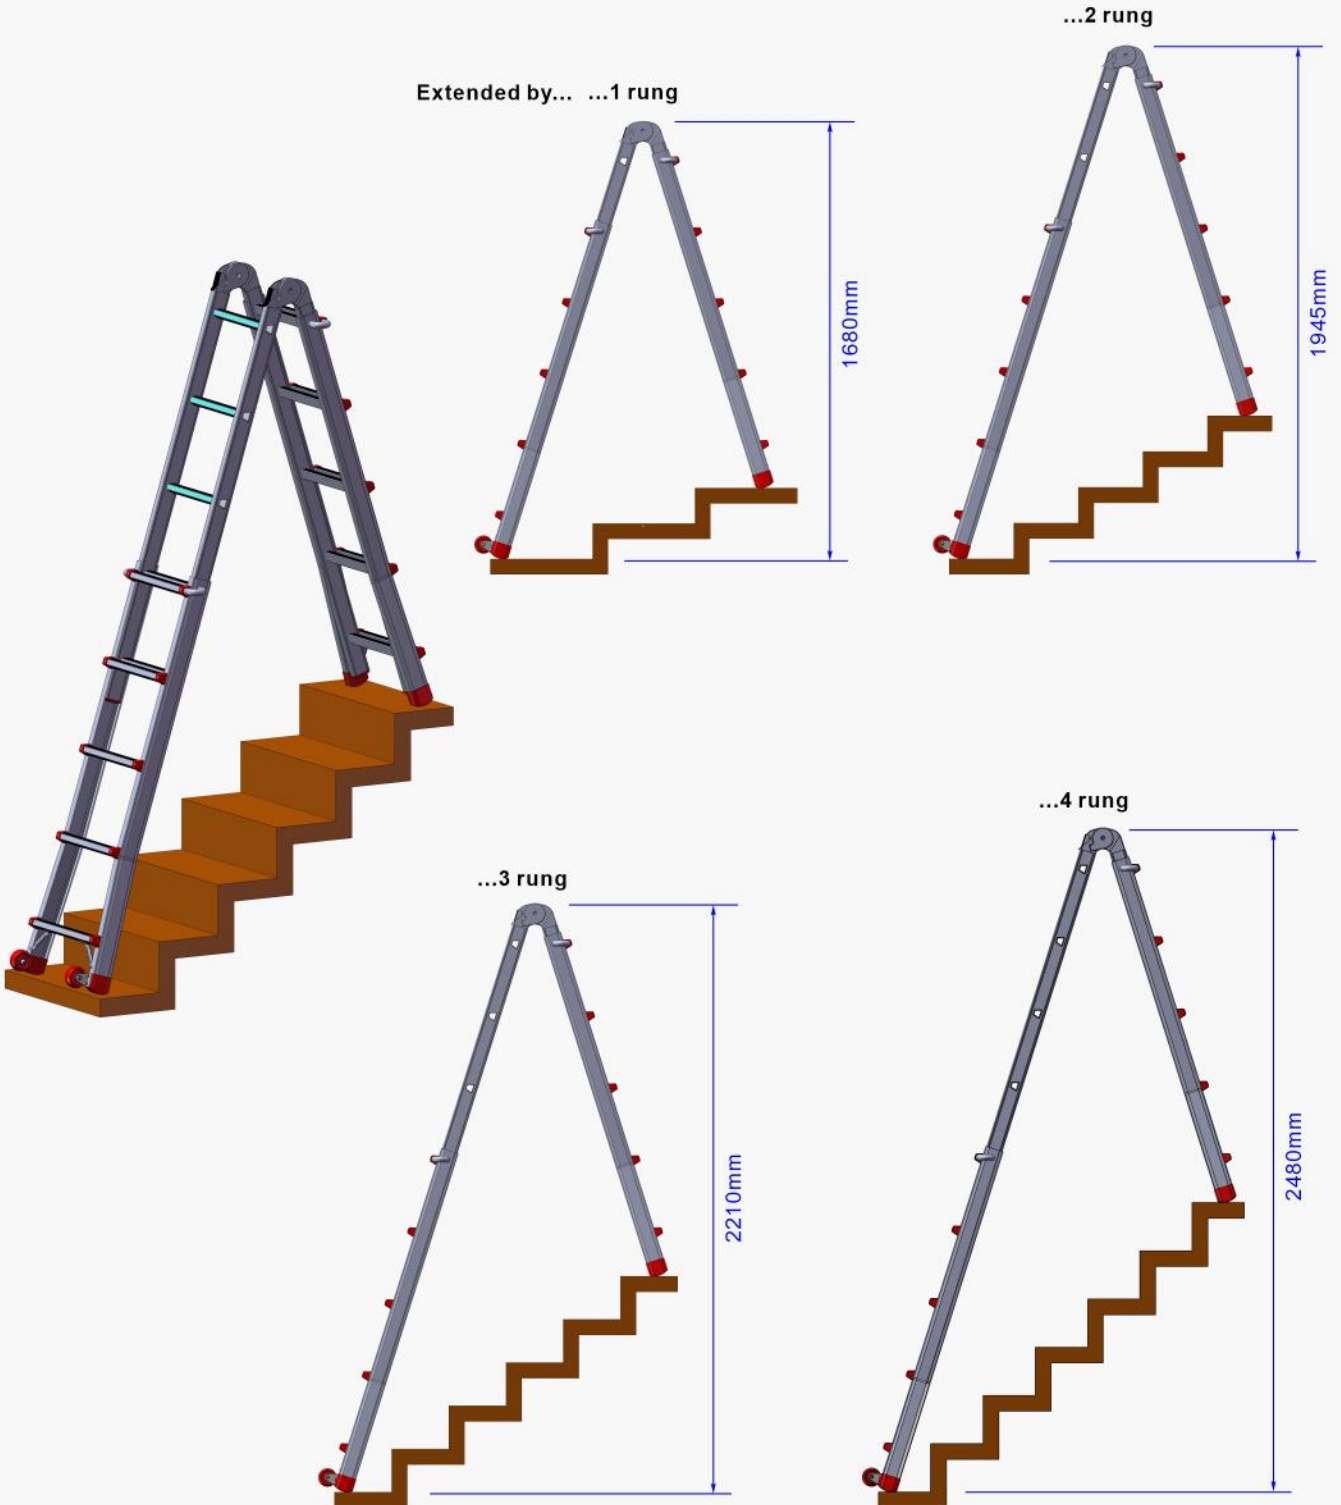 ...2 rung
Extended by... ...1 rung
1680mm
1945mm
...4 rung
...3 rung
2210mm
2480mm